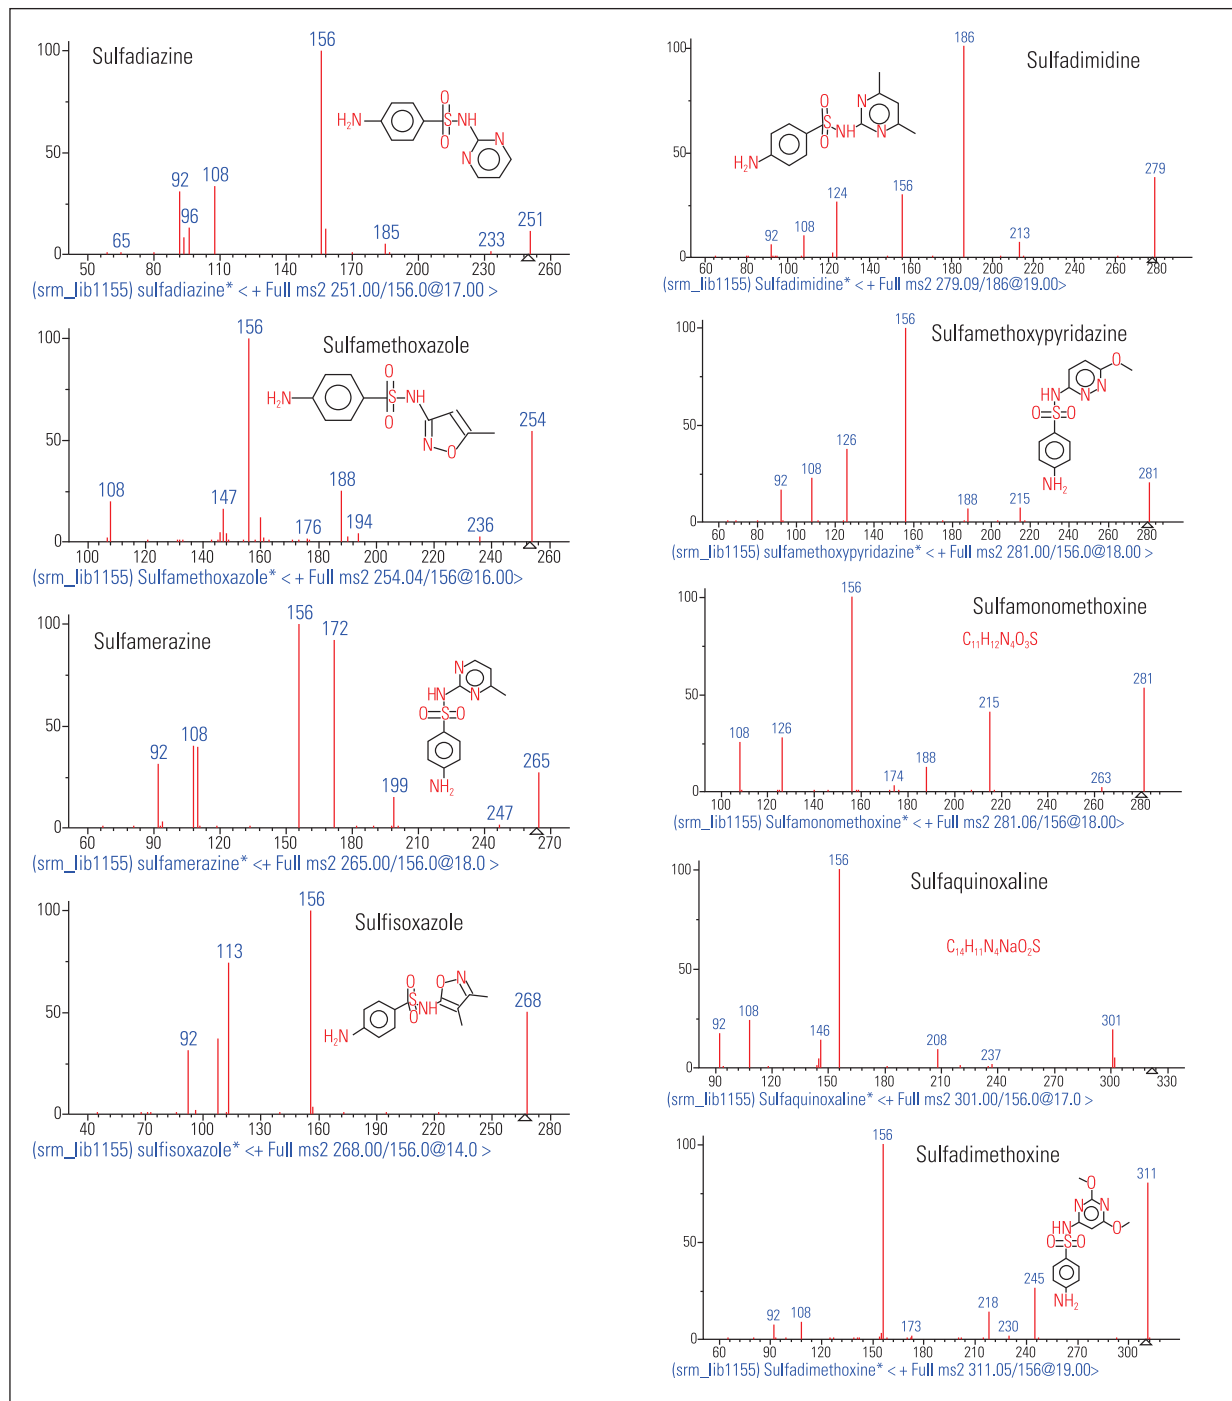 Sulfadiazine
100
50
0
156
92
108
96
65
185
233
251
H₂N
O
S
O
NH
N
N
50 80 110 140 170 200 230 260
(srm_lib1155) sulfadiazine* < + Full ms2 251.00/156.0@17.00 >
Sulfamethoxazole
100
50
0
156
108
147
176
188
194
236
254
H₂N
O
S
O
NH
N
O
100 120 140 160 180 200 220 240 260
(srm_lib1155) Sulfamethoxazole* < + Full ms2 254.04/156@16.00>
Sulfamerazine
100
50
0
156
172
92
108
199
247
265
N
HN
N
O S O
NH₂
60 90 120 150 180 210 240 270
(srm_lib1155) sulfamerazine* <+ Full ms2 265.00/156.0@18.0 >
Sulfisoxazole
100
50
0
156
113
92
268
H₂N
O
S
O
NH
O
N
40 70 100 130 160 190 220 250 280
(srm_lib1155) sulfisoxazole* <+ Full ms2 268.00/156.0@14.0 >
Sulfadimidine
100
50
0
186
92
108
124
156
213
279
H₂N
O
S
O
NH
N
N
60 80 100 120 140 160 180 200 220 240 260 280
(srm_lib1155) Sulfadimidine* < + Full ms2 279.09/186@19.00>
Sulfamethoxypyridazine
100
50
0
156
92
108
126
188
215
281
O
HN
N
N
O S O
NH₂
60 80 100 120 140 160 180 200 220 240 260 280
(srm_lib1155) sulfamethoxypyridazine* < + Full ms2 281.00/156.0@18.00 >
Sulfamonomethoxine
C₁₁H₁₂N₄O₃S
100
50
0
156
108
126
174
188
215
263
281
100 120 140 160 180 200 220 240 260 280
(srm_lib1155) Sulfamonomethoxine* < + Full ms2 281.06/156@18.00>
Sulfaquinoxaline
C₁₄H₁₁N₄NaO₂S
100
50
0
156
92
108
146
208
237
301
90 120 150 180 210 240 270 300 330
(srm_lib1155) Sulfaquinoxaline* <+ Full ms2 301.00/156.0@17.0 >
Sulfadimethoxine
100
50
0
156
92
108
173
218
230
245
311
O
N
N
HN
O
O S O
NH₂
60 90 120 150 180 210 240 270 300
(srm_lib1155) Sulfadimethoxine* < + Full ms2 311.05/156@19.00>